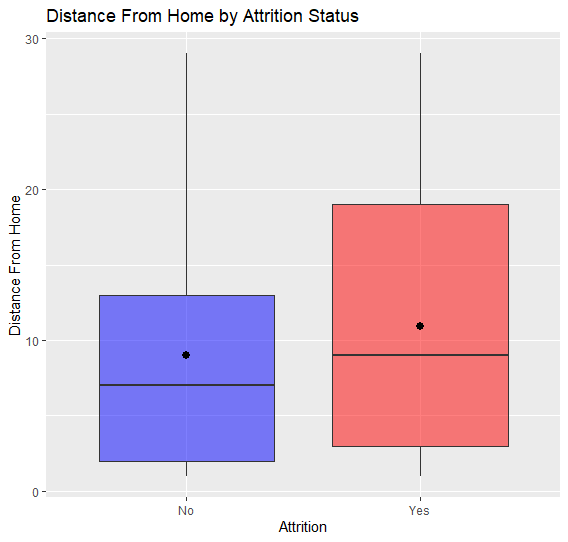 Distance From Home by Attrition Status
30
20
10
0
Distance From Home
No
Yes
Attrition